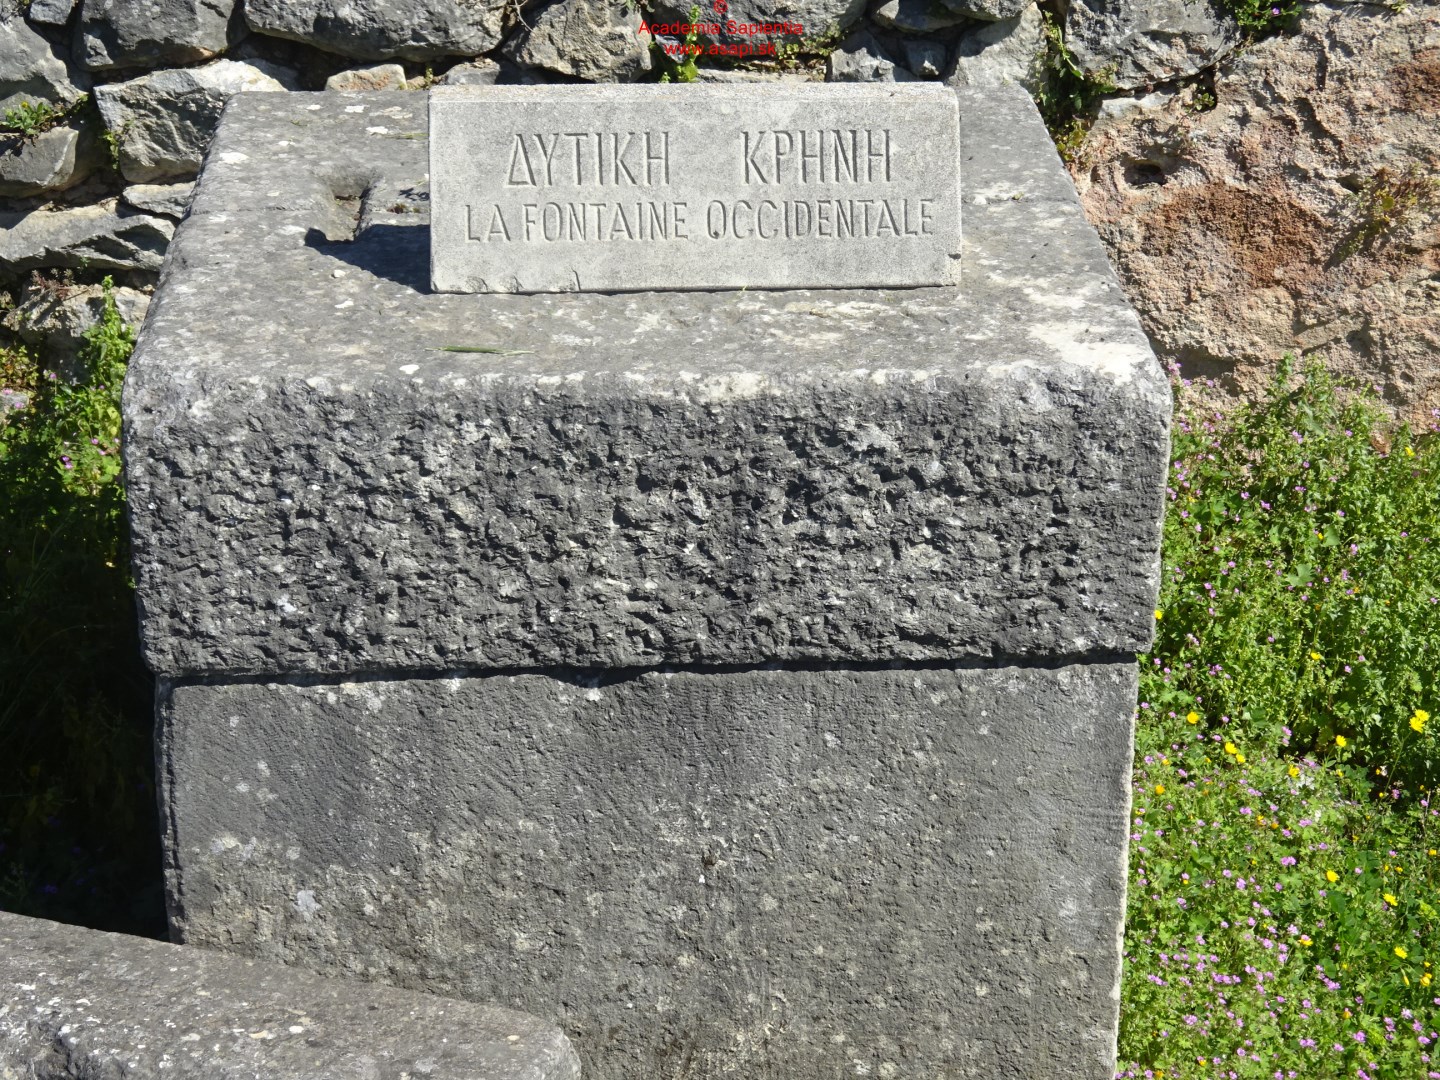 ©
Academia Sapientia
www.asapi.sk
ΔΥΤΙΚΗ ΚΡΗΝΗ
LA FONTAINE OCCIDENTALE